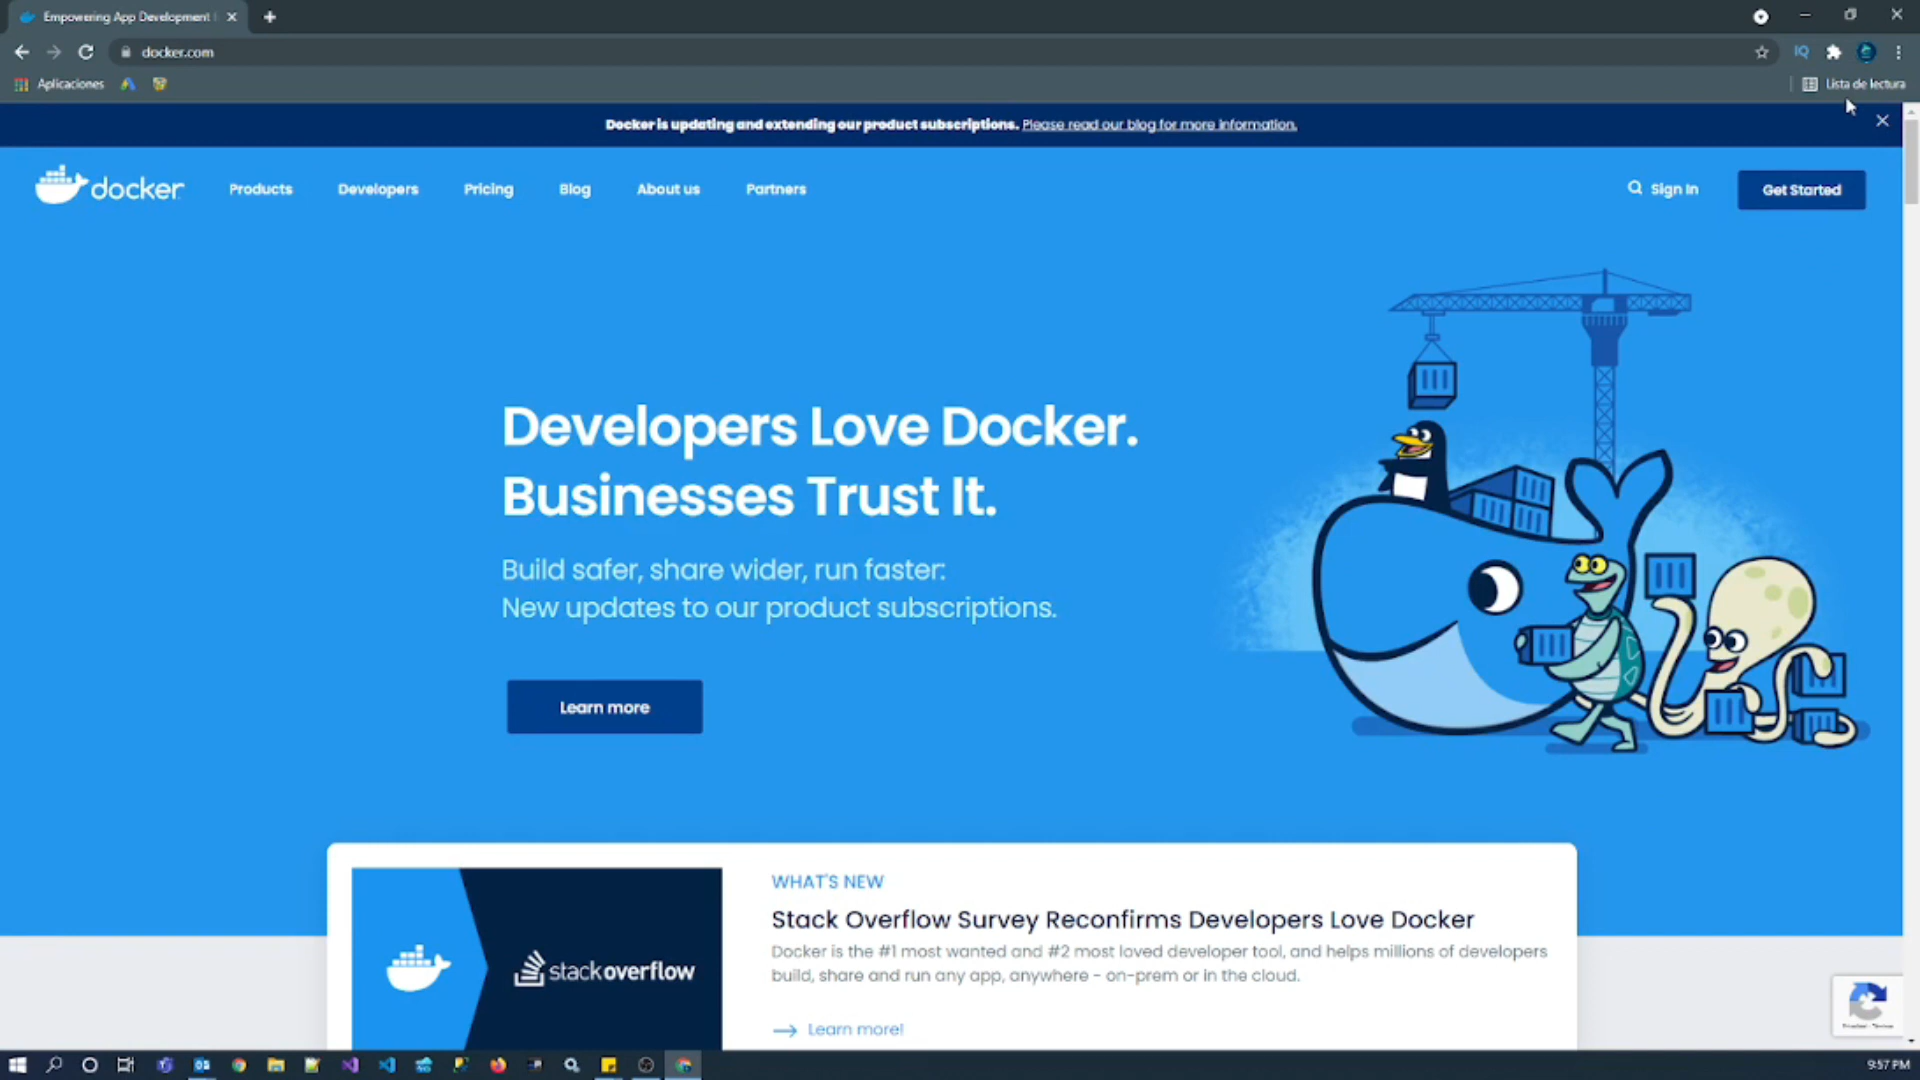 Empowering App Development
docker.com
Aplicaciones
Lista de lectura
Docker is updating and extending our product subscriptions. Please read our blog for more information.
docker
Products
Developers
Pricing
Blog
About us
Partners
Sign In
Get Started
Developers Love Docker.
Businesses Trust It.
Build safer, share wider, run faster:
New updates to our product subscriptions.
Learn more
WHAT'S NEW
Stack Overflow Survey Reconfirms Developers Love Docker
Docker is the #1 most wanted and #2 most loved developer tool, and helps millions of developers
build, share and run any app, anywhere - on-prem or in the cloud.
stackoverflow
Learn more!
9:57 PM